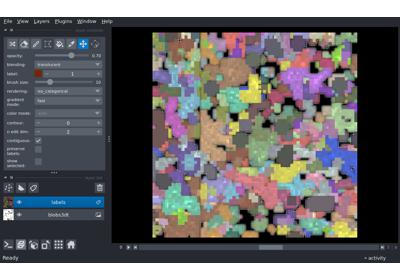 File View Layers Plugins Window Help
opacity: 0.70
blending: translucent
label: 1
brush size: 10
rendering: iso_categorical
gradient mode: fast
color mode:
contour: 0
n edit dim: 2
contiguous:
preserve labels:
show selected:
labels
blobs3dt
0
Ready
activity